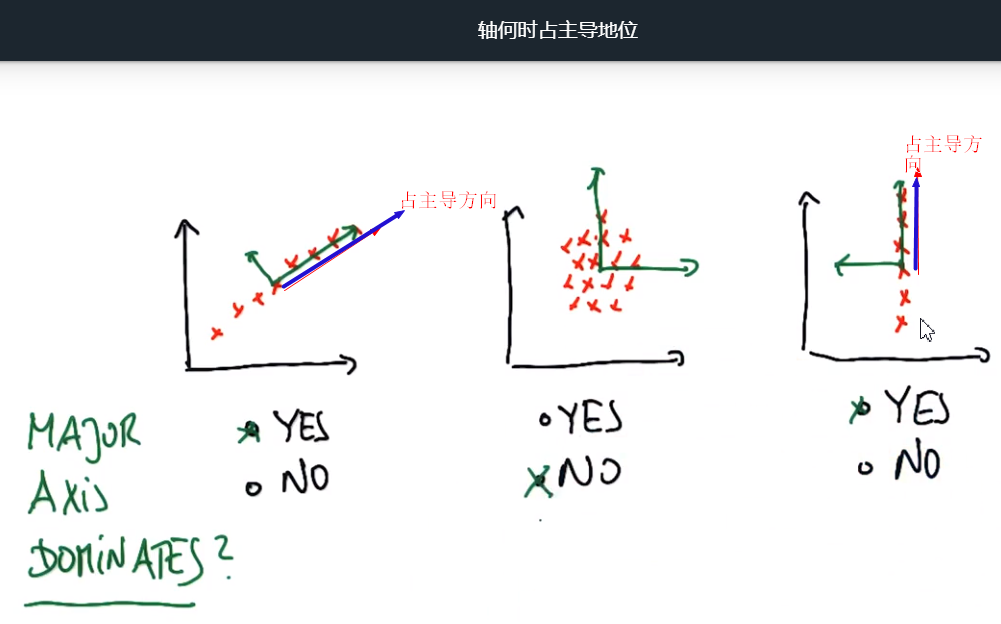 轴何时占主导地位
占主导方向
占主导方
向
MAJOR
AXIS
DOMINATES?
YES
NO
YES
NO
YES
NO